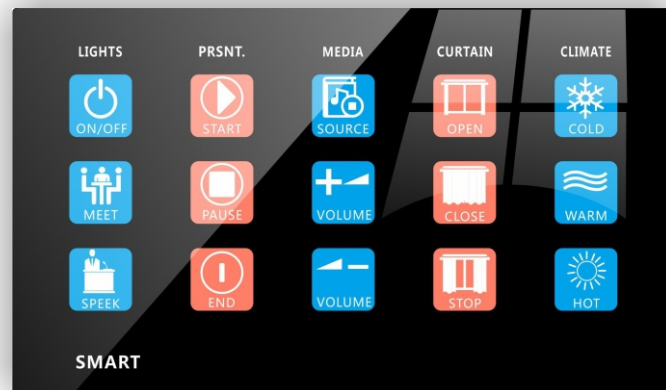 LIGHTS PRSNT. MEDIA CURTAIN CLIMATE
ON/OFF START SOURCE OPEN COLD
MEET PAUSE VOLUME CLOSE WARM
SPEEK END VOLUME STOP HOT
SMART